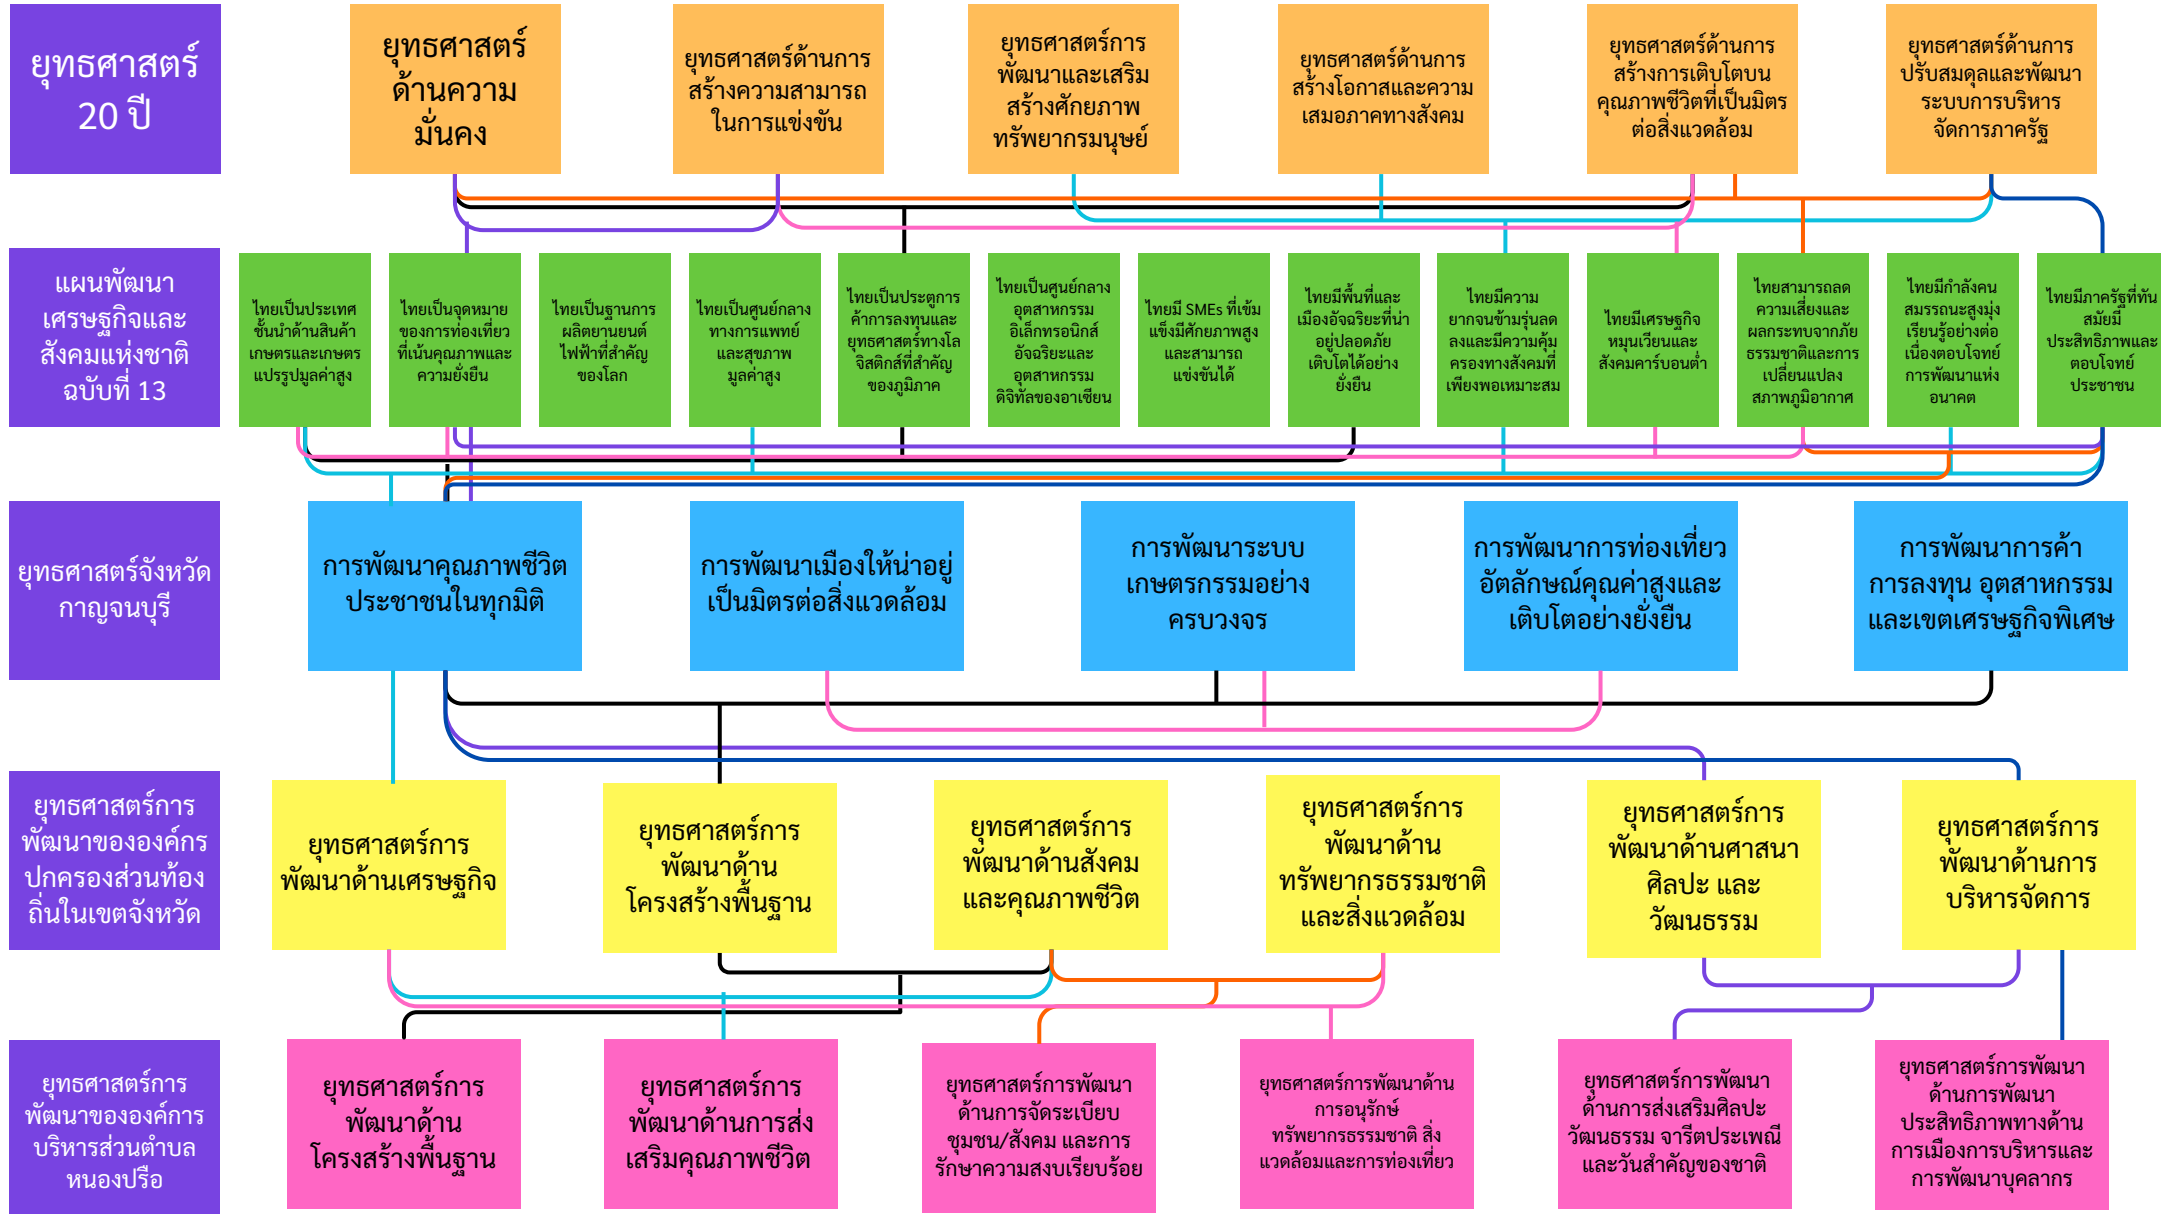 ยุทธศาสตร์
20 ปี
ยุทธศาสตร์
ด้านความ
มั่นคง
ยุทธศาสตร์ด้านการ
สร้างความสามารถ
ในการแข่งขัน
ยุทธศาสตร์การ
พัฒนาและเสริม
สร้างศักยภาพ
ทรัพยากรมนุษย์
ยุทธศาสตร์ด้านการ
สร้างโอกาสและความ
เสมอภาคทางสังคม
ยุทธศาสตร์ด้านการ
สร้างการเติบโตบน
คุณภาพชีวิตที่เป็นมิตร
ต่อสิ่งแวดล้อม
ยุทธศาสตร์ด้านการ
ปรับสมดุลและพัฒนา
ระบบการบริหาร
จัดการภาครัฐ
แผนพัฒนา
เศรษฐกิจและ
สังคมแห่งชาติ
ฉบับที่ 13
ไทยเป็นประเทศ
ชั้นนำด้านสินค้า
เกษตรและเกษตร
แปรรูปมูลค่าสูง
ไทยเป็นจุดหมาย
ของการท่องเที่ยว
ที่เน้นคุณภาพและ
ความยั่งยืน
ไทยเป็นฐานการ
ผลิตยานยนต์
ไฟฟ้าที่สำคัญ
ของโลก
ไทยเป็นศูนย์กลาง
ทางการแพทย์
และสุขภาพ
มูลค่าสูง
ไทยเป็นประตูการ
ค้าการลงทุนและ
ยุทธศาสตร์ทางโล
จิสติกส์ที่สำคัญ
ของภูมิภาค
ไทยเป็นศูนย์กลาง
อุตสาหกรรม
อิเล็กทรอนิกส์
อัจฉริยะและ
อุตสาหกรรม
ดิจิทัลของอาเซียน
ไทยมี SMEs ที่เข้ม
แข็งมีศักยภาพสูง
และสามารถ
แข่งขันได้
ไทยมีพื้นที่และ
เมืองอัจฉริยะที่น่า
อยู่ปลอดภัย
เติบโตได้อย่าง
ยั่งยืน
ไทยมีความ
ยากจนข้ามรุ่นลด
ลงและมีความคุ้ม
ครองทางสังคมที่
เพียงพอเหมาะสม
ไทยมีเศรษฐกิจ
หมุนเวียนและ
สังคมคาร์บอนต่ำ
ไทยสามารถลด
ความเสี่ยงและ
ผลกระทบจากภัย
ธรรมชาติและการ
เปลี่ยนแปลง
สภาพภูมิอากาศ
ไทยมีกำลังคน
สมรรถนะสูงมุ่ง
เรียนรู้อย่างต่อ
เนื่องตอบโจทย์
การพัฒนาแห่ง
อนาคต
ไทยมีภาครัฐที่ทัน
สมัยมี
ประสิทธิภาพและ
ตอบโจทย์
ประชาชน
ยุทธศาสตร์จังหวัด
กาญจนบุรี
การพัฒนาคุณภาพชีวิต
ประชาชนในทุกมิติ
การพัฒนาเมืองให้น่าอยู่
เป็นมิตรต่อสิ่งแวดล้อม
การพัฒนาระบบ
เกษตรกรรมอย่าง
ครบวงจร
การพัฒนาการท่องเที่ยว
อัตลักษณ์คุณค่าสูงและ
เติบโตอย่างยั่งยืน
การพัฒนาการค้า
การลงทุน อุตสาหกรรม
และเขตเศรษฐกิจพิเศษ
ยุทธศาสตร์การ
พัฒนาขององค์กร
ปกครองส่วนท้อง
ถิ่นในเขตจังหวัด
ยุทธศาสตร์การ
พัฒนาด้านเศรษฐกิจ
ยุทธศาสตร์การ
พัฒนาด้าน
โครงสร้างพื้นฐาน
ยุทธศาสตร์การ
พัฒนาด้านสังคม
และคุณภาพชีวิต
ยุทธศาสตร์การ
พัฒนาด้าน
ทรัพยากรธรรมชาติ
และสิ่งแวดล้อม
ยุทธศาสตร์การ
พัฒนาด้านศาสนา
ศิลปะ และ
วัฒนธรรม
ยุทธศาสตร์การ
พัฒนาด้านการ
บริหารจัดการ
ยุทธศาสตร์การ
พัฒนาขององค์การ
บริหารส่วนตำบล
หนองปรือ
ยุทธศาสตร์การ
พัฒนาด้าน
โครงสร้างพื้นฐาน
ยุทธศาสตร์การ
พัฒนาด้านการส่ง
เสริมคุณภาพชีวิต
ยุทธศาสตร์การพัฒนา
ด้านการจัดระเบียบ
ชุมชน/สังคม และการ
รักษาความสงบเรียบร้อย
ยุทธศาสตร์การพัฒนาด้าน
การอนุรักษ์
ทรัพยากรธรรมชาติ สิ่ง
แวดล้อมและการท่องเที่ยว
ยุทธศาสตร์การพัฒนา
ด้านการส่งเสริมศิลปะ
วัฒนธรรม จารีตประเพณี
และวันสำคัญของชาติ
ยุทธศาสตร์การพัฒนา
ด้านการพัฒนา
ประสิทธิภาพทางด้าน
การเมืองการบริหารและ
การพัฒนาบุคลากร